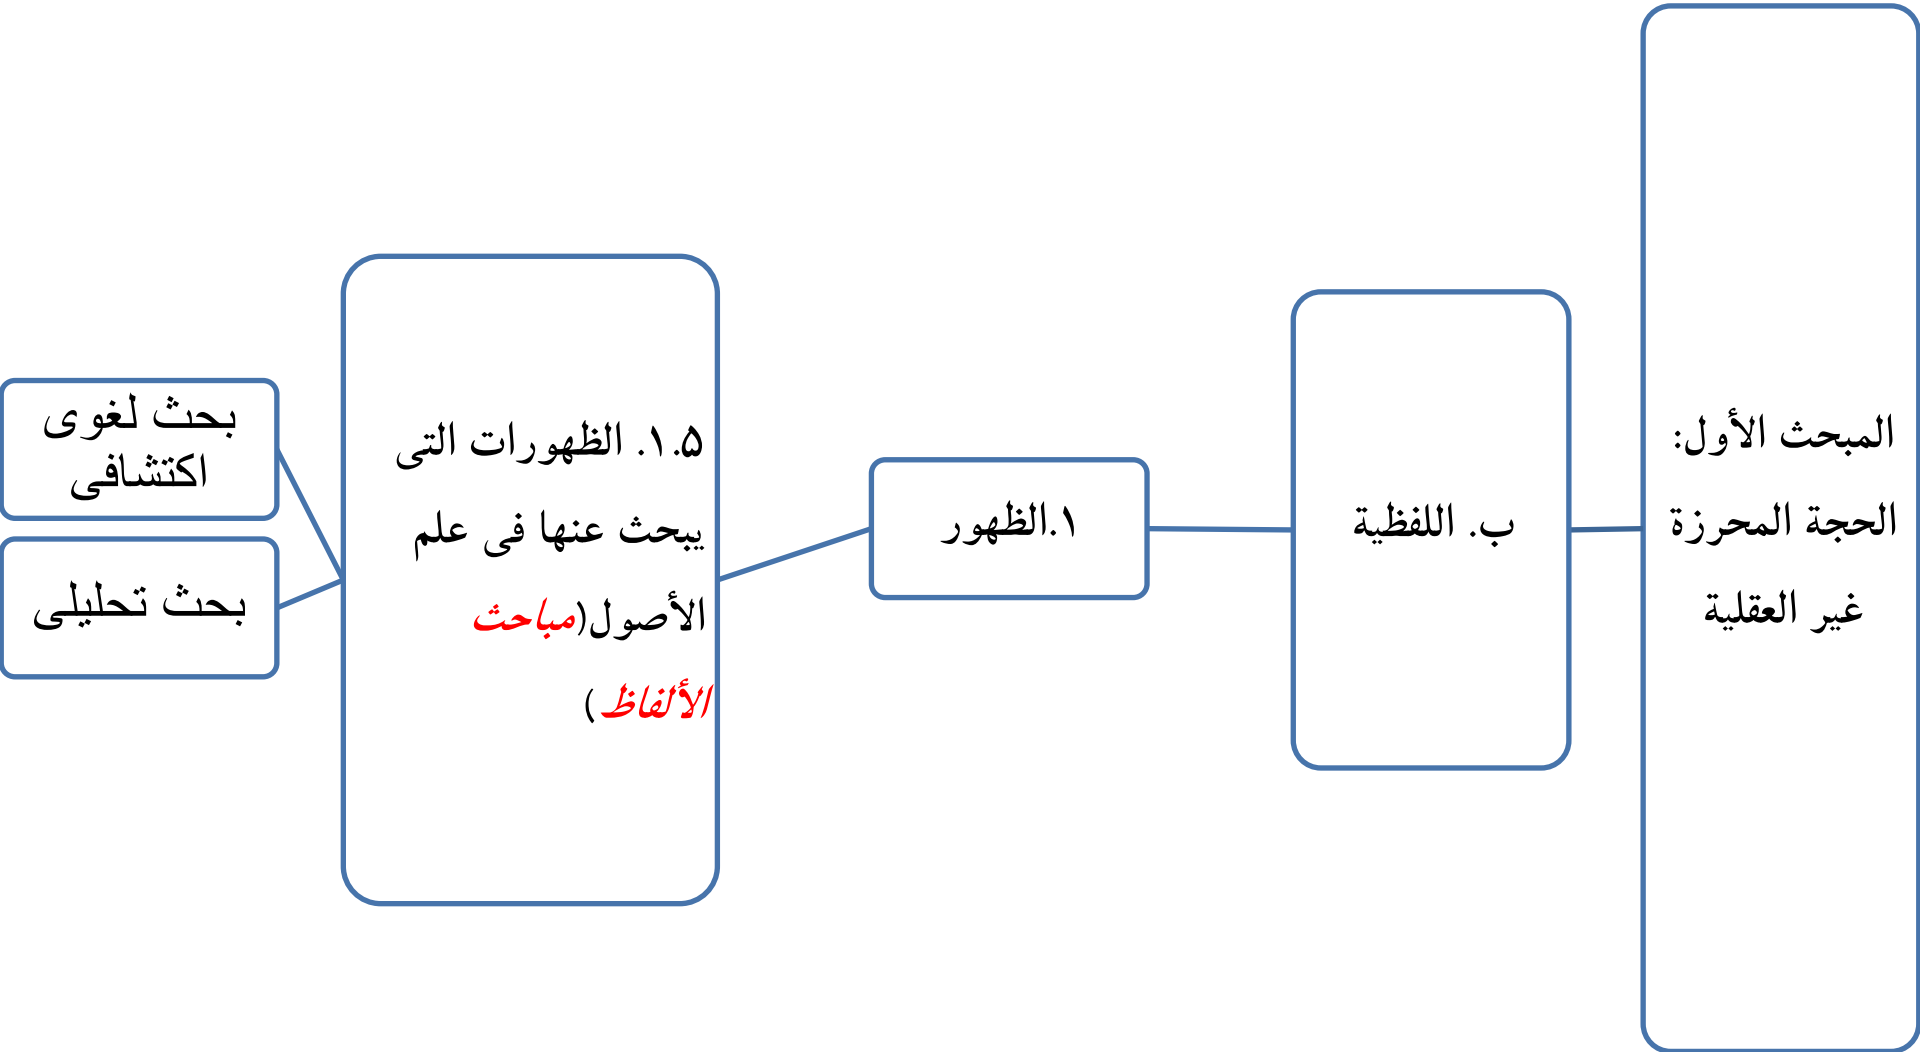 المبحث الأول:
الحجة المحرزة
غير العقلية
ب. اللفظية
١.الظهور
١.۵. الظهورات التى
يبحث عنها فى علم
الأصول(مباحث
الألفاظ)
بحث لغوى
اكتشافى
بحث تحليلى